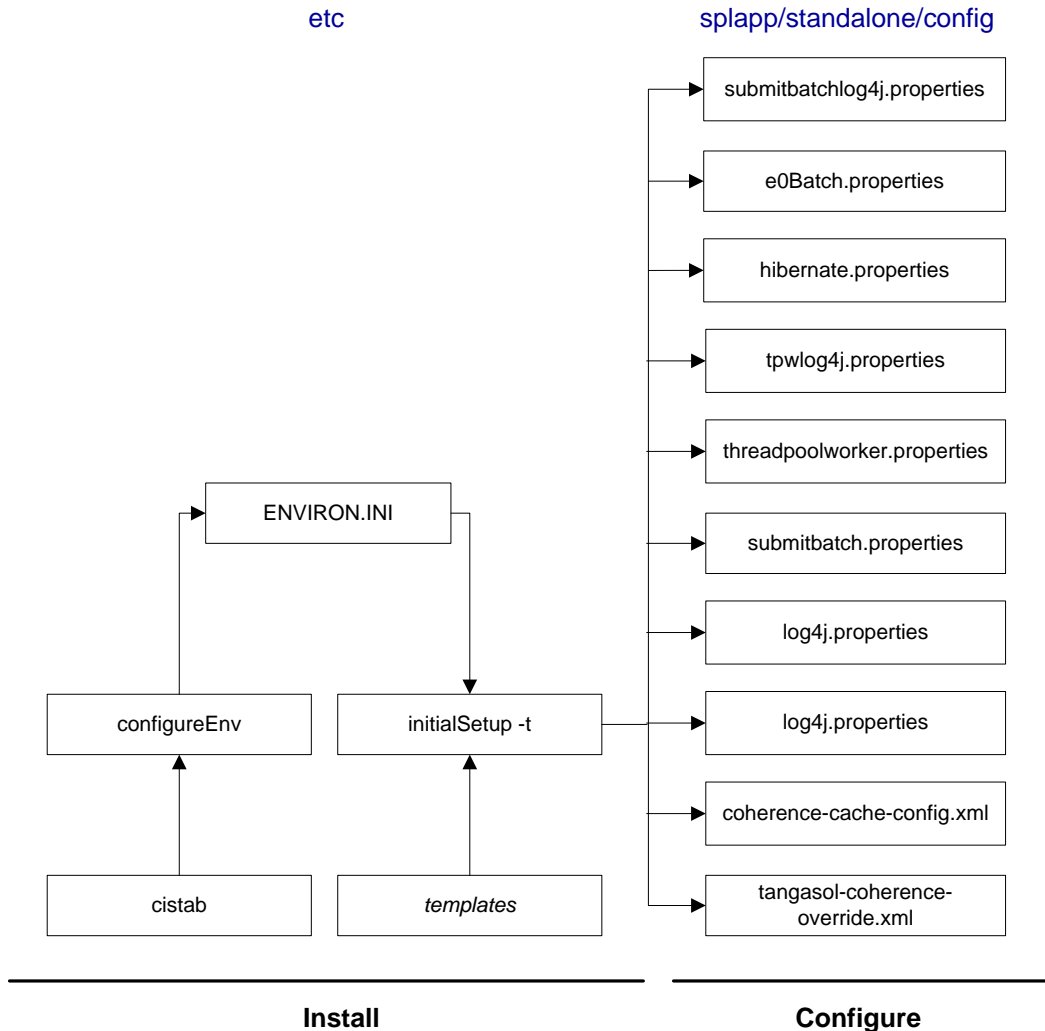 etc
splapp/standalone/config
submitbatchlog4j.properties
e0Batch.properties
hibernate.properties
tpwlog4j.properties
threadpoolworker.properties
ENVIRON.INI
submitbatch.properties
log4j.properties
configureEnv
initialSetup -t
log4j.properties
coherence-cache-config.xml
cistab
templates
tangasol-coherence-
override.xml
Install
Configure